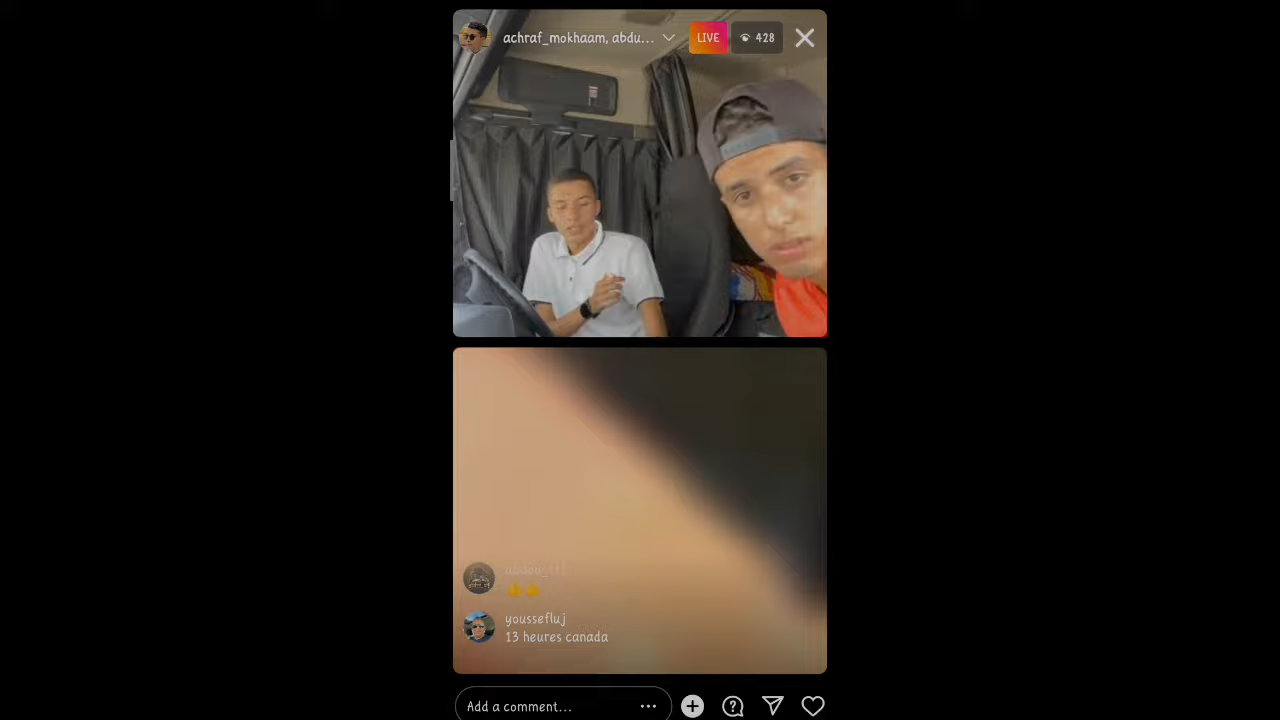 achraf_mokhaam, abdu...
LIVE
428
youssefluj
13 heures canada
Add a comment...